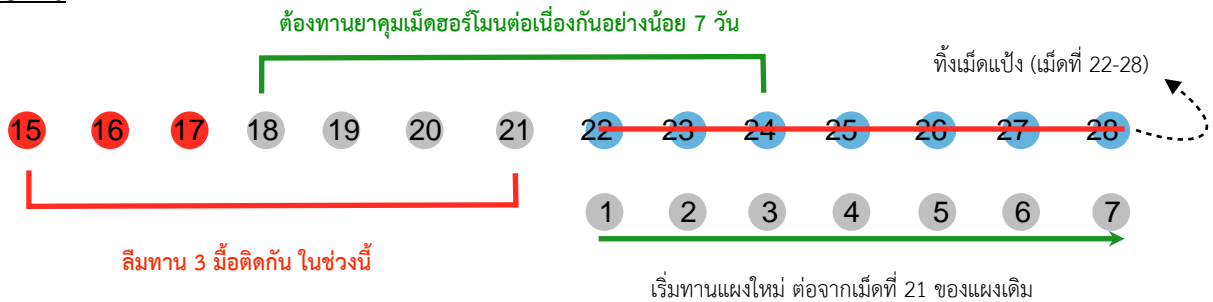 ต้องทานยาคุมเม็ดฮอร์โมนต่อเนื่องกันอย่างน้อย 7 วัน
ทิ้งเม็ดแป้ง (เม็ดที่ 22-28)
15 16 17 18 19 20 21 22 23 24 25 26 27 28
1 2 3 4 5 6 7
ลืมทาน 3 มื้อติดกัน ในช่วงนี้
เริ่มทานแผงใหม่ ต่อจากเม็ดที่ 21 ของแผงเดิม